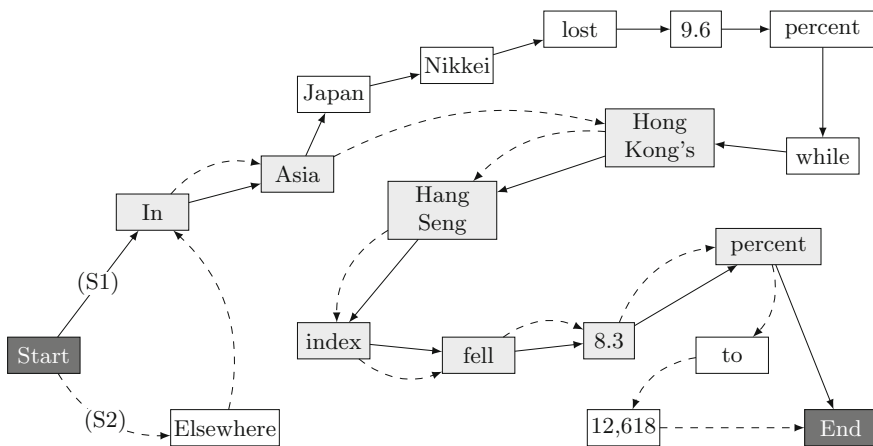 lost
9.6
percent
Nikkei
Japan
Hong
Kong's
while
Asia
Hang
Seng
In
percent
(S1)
Start
index
fell
8.3
to
(S2)
Elsewhere
12,618
End